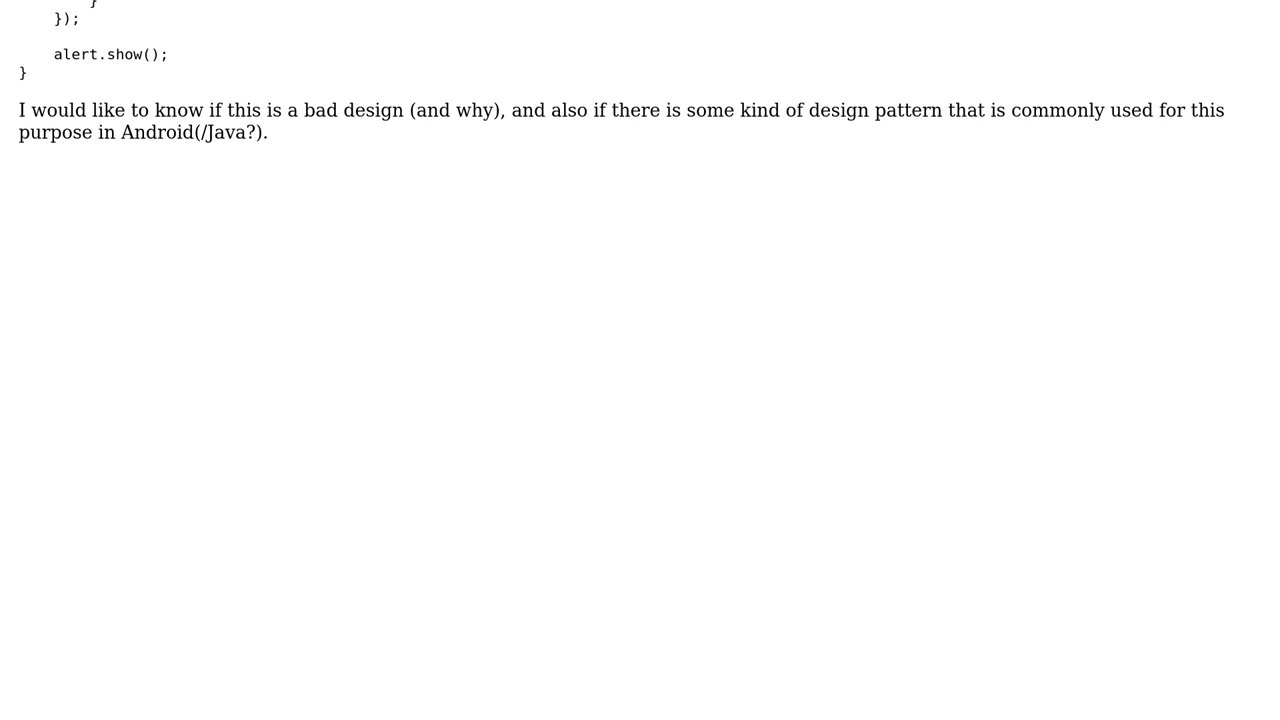 }
});
alert.show();
}
I would like to know if this is a bad design (and why), and also if there is some kind of design pattern that is commonly used for this
purpose in Android(/Java?).